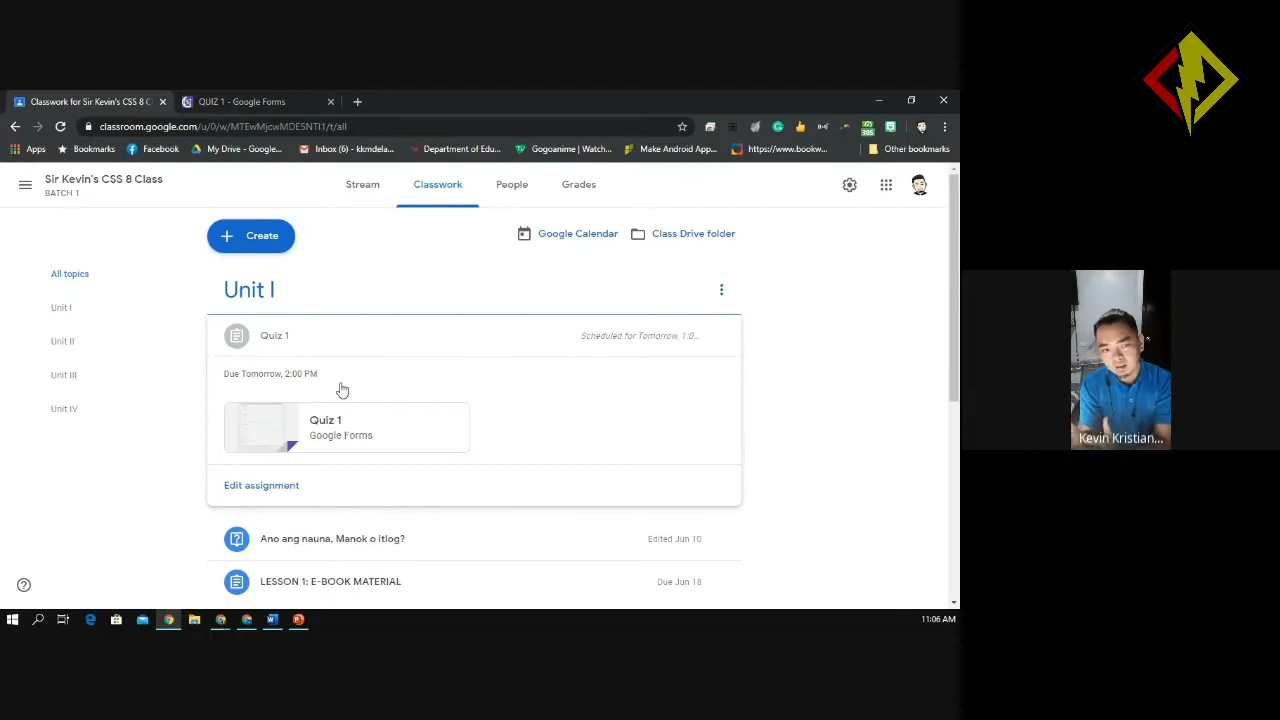 Classwork for Sir Kevin's CSS 8 C
QUIZ 1 - Google Forms
classroom.google.com/u/0/w/MTEwMjcwMDE5NTI1/t/all
Apps
Bookmarks
Facebook
My Drive - Google...
Inbox (6) - kkmdela...
Department of Edu...
Gogoanime | Watch...
Make Android App...
https://www.bookw...
Other bookmarks
Sir Kevin's CSS 8 Class
BATCH 1
Stream
Classwork
People
Grades
Create
Google Calendar
Class Drive folder
All topics
Unit I
Unit II
Unit III
Unit IV
Unit I
Quiz 1
Scheduled for Tomorrow, 1:0...
Due Tomorrow, 2:00 PM
Quiz 1
Google Forms
Edit assignment
Ano ang nauna, Manok o itlog?
Edited Jun 10
LESSON 1: E-BOOK MATERIAL
Due Jun 18
11:06 AM
Kevin Kristian...